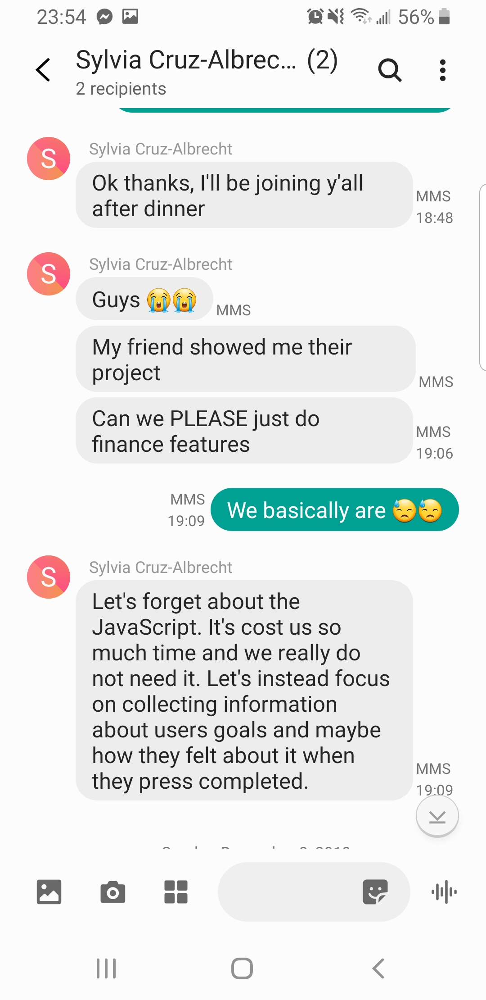 23:54 56%
Sylvia Cruz-Albrec... (2)
2 recipients
S
Sylvia Cruz-Albrecht
Ok thanks, I'll be joining y'all
after dinner
MMS
18:48
S
Sylvia Cruz-Albrecht
Guys 😭😭
MMS
My friend showed me their
project
MMS
Can we PLEASE just do
finance features
MMS
19:06
MMS
19:09
We basically are 😓😓
S
Sylvia Cruz-Albrecht
Let's forget about the
JavaScript. It's cost us so
much time and we really do
not need it. Let's instead focus
on collecting information
about users goals and maybe
how they felt about it when
they press completed.
MMS
19:09